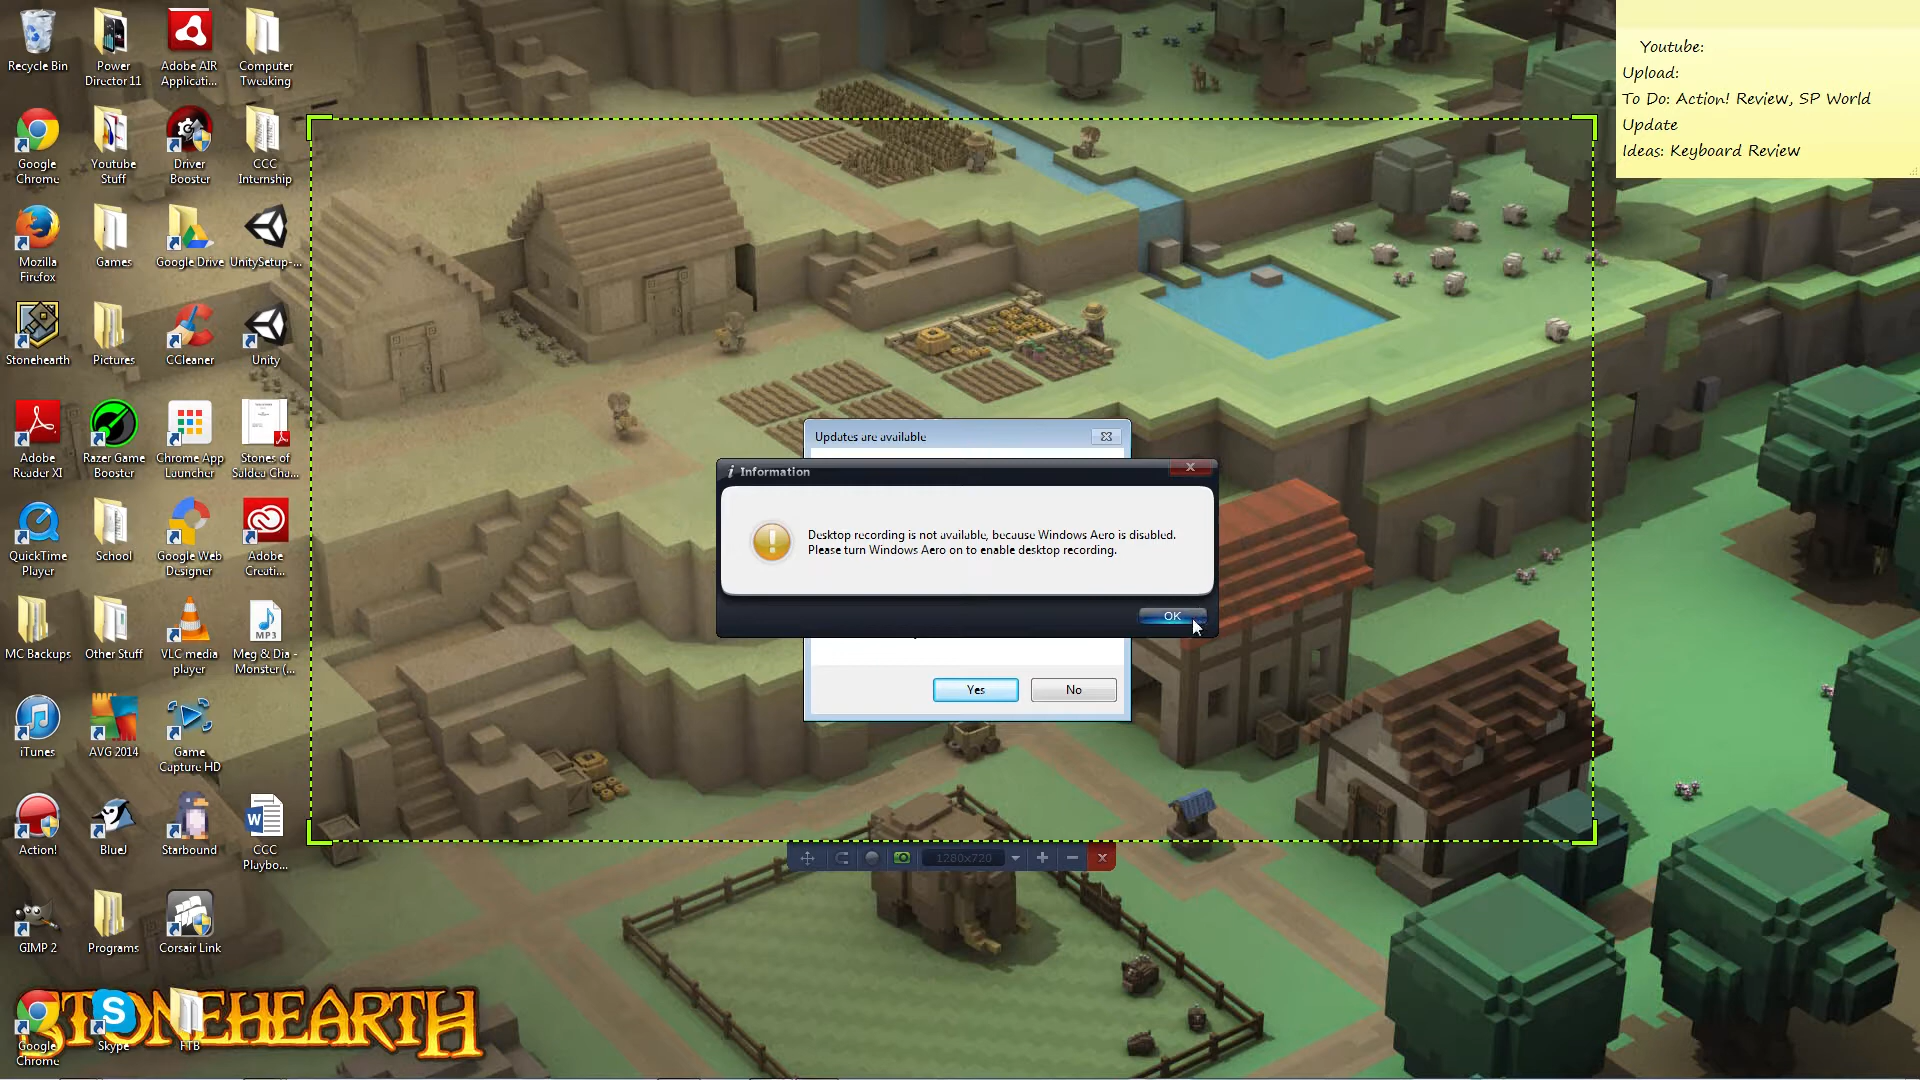 Recycle Bin
Power
Director 11
Adobe AIR
Applicati...
Computer
Tweaking
Google
Chrome
Youtube
Stuff
Driver
Booster
CCC
Internship
Mozilla
Firefox
Games
Google Drive
UnitySetup-...
Stonehearth
Pictures
CCleaner
Unity
Adobe
Reader XI
Razer Game
Booster
Chrome App
Launcher
Stones of
Saldea Cha...
QuickTime
Player
School
Google Web
Designer
Adobe
Creati...
MC Backups
Other Stuff
VLC media
player
MP3
Meg & Dia -
Monster (...
iTunes
AVG 2014
Game
Capture HD
Action!
BlueJ
Starbound
CCC
Playbo...
GIMP 2
Programs
Corsair Link
Google
Chrome
Skype
FTB
STONEHEARTH
Youtube:
Upload:
To Do: Action! Review, SP World
Update
Ideas: Keyboard Review
Updates are available
Information
Desktop recording is not available, because Windows Aero is disabled.
Please turn Windows Aero on to enable desktop recording.
OK
Yes
No
1280x720